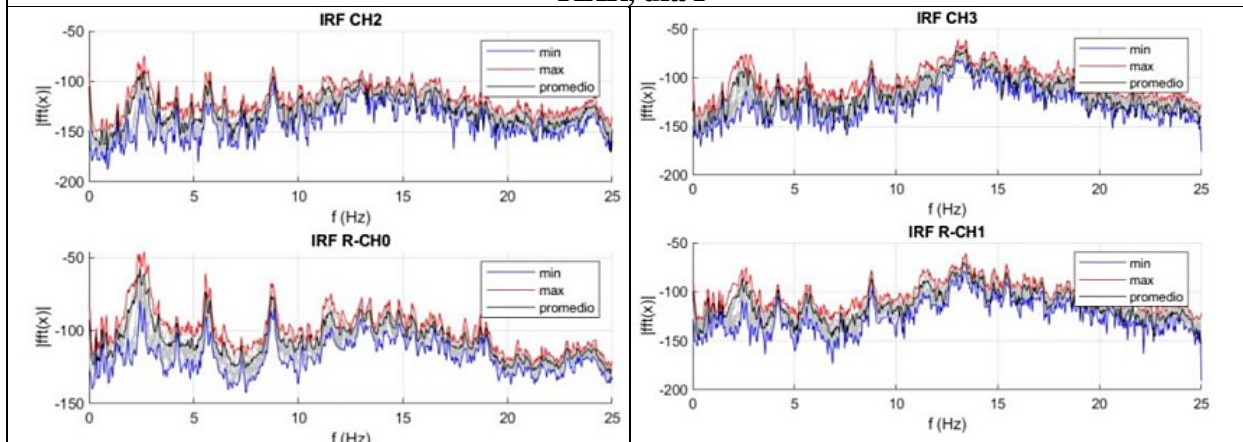 IRF CH2
-50
-100
-150
-200
|fft(x)|
0 5 10 15 20 25
f (Hz)
min
max
promedio
IRF CH3
-50
-100
-150
-200
|fft(x)|
0 5 10 15 20 25
f (Hz)
min
max
promedio
IRF R-CH0
-50
-100
-150
|fft(x)|
0 5 10 15 20 25
f (Hz)
min
max
promedio
IRF R-CH1
-50
-100
-150
-200
|fft(x)|
0 5 10 15 20 25
f (Hz)
min
max
promedio